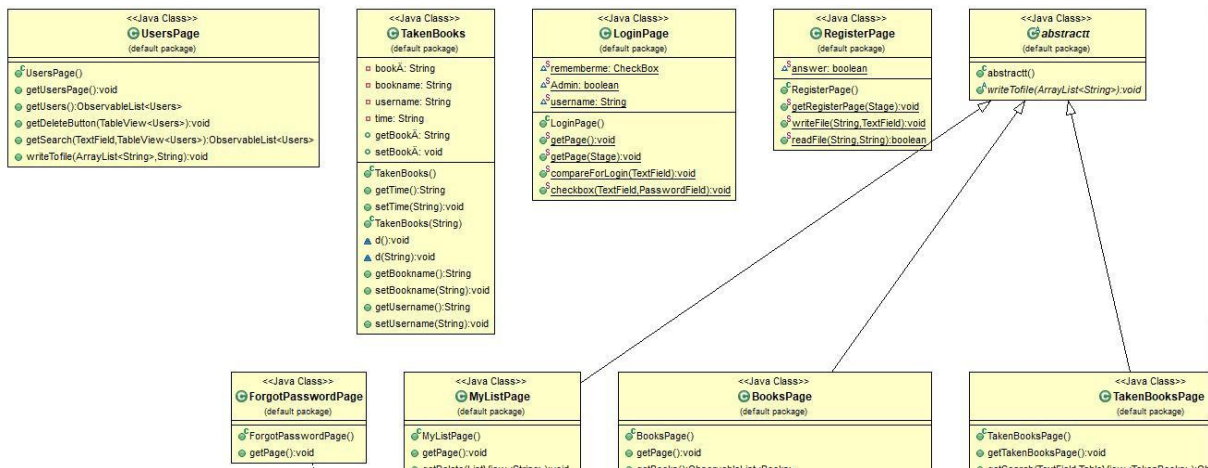 <<Java Class>>
UsersPage
(default package)
UsersPage()
getUsersPage():void
getUsers():ObservableList<Users>
getDeleteButton(TableView<Users>):void
getSearch(TextField,TableView<Users>):ObservableList<Users>
writeTofile(ArrayList<String>,String):void
<<Java Class>>
TakenBooks
(default package)
bookÄ: String
bookname: String
username: String
time: String
getBookÄ: String
setBookÄ: void
TakenBooks()
getTime():String
setTime(String):void
TakenBooks(String)
d():void
d(String):void
getBookname():String
setBookname(String):void
getUsername():String
setUsername(String):void
<<Java Class>>
LoginPage
(default package)
rememberme: CheckBox
Admin: boolean
username: String
LoginPage()
getPage():void
getPage(Stage):void
compareForLogin(TextField):void
checkbox(TextField,PasswordField):void
<<Java Class>>
RegisterPage
(default package)
answer: boolean
RegisterPage()
getRegisterPage(Stage):void
writeFile(String,TextField):void
readFile(String,String):boolean
<<Java Class>>
abstractt
(default package)
abstractt()
writeTofile(ArrayList<String>):void
<<Java Class>>
ForgotPasswordPage
(default package)
ForgotPasswordPage()
getPage():void
<<Java Class>>
MyListPage
(default package)
MyListPage()
getPage():void
<<Java Class>>
BooksPage
(default package)
BooksPage()
getPage():void
<<Java Class>>
TakenBooksPage
(default package)
TakenBooksPage()
getTakenBooksPage():void